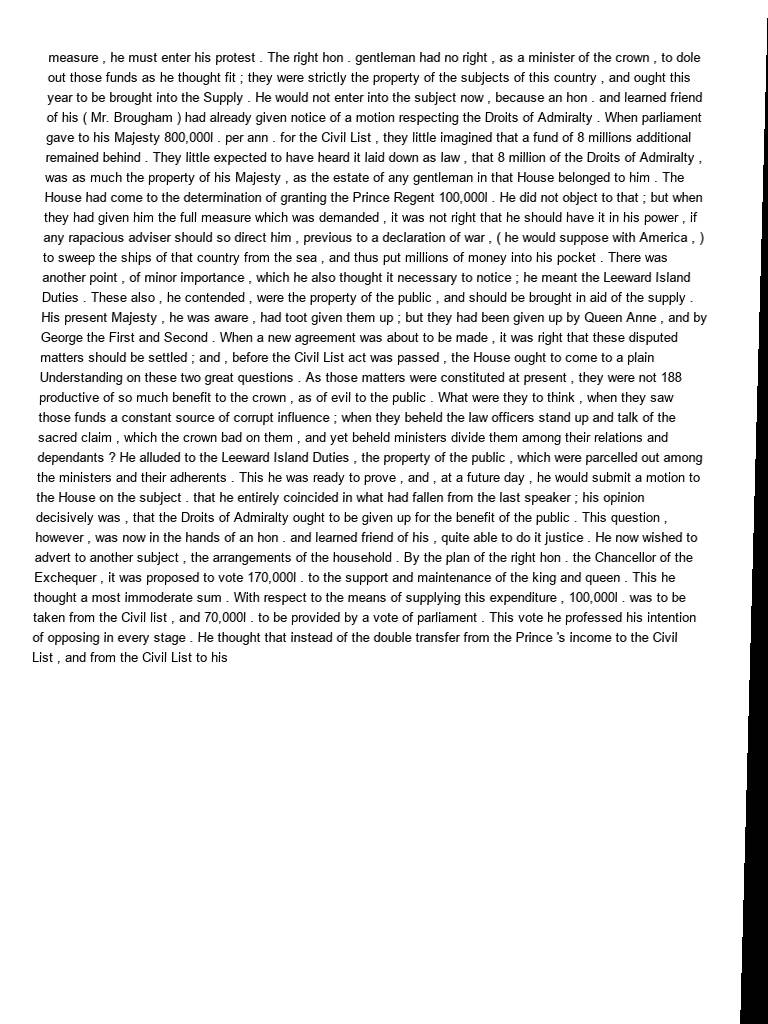 measure , he must enter his protest . The right hon . gentleman had no right , as a minister of the crown , to dole
out those funds as he thought fit ; they were strictly the property of the subjects of this country , and ought this
year to be brought into the Supply . He would not enter into the subject now , because an hon . and learned friend
of his ( Mr. Brougham ) had already given notice of a motion respecting the Droits of Admiralty . When parliament
gave to his Majesty 800,000l . per ann . for the Civil List , they little imagined that a fund of 8 millions additional
remained behind . They little expected to have heard it laid down as law , that 8 million of the Droits of Admiralty ,
was as much the property of his Majesty , as the estate of any gentleman in that House belonged to him . The
House had come to the determination of granting the Prince Regent 100,000l . He did not object to that ; but when
they had given him the full measure which was demanded , it was not right that he should have it in his power , if
any rapacious adviser should so direct him , previous to a declaration of war , ( he would suppose with America , )
to sweep the ships of that country from the sea , and thus put millions of money into his pocket . There was
another point , of minor importance , which he also thought it necessary to notice ; he meant the Leeward Island
Duties . These also , he contended , were the property of the public , and should be brought in aid of the supply .
His present Majesty , he was aware , had toot given them up ; but they had been given up by Queen Anne , and by
George the First and Second . When a new agreement was about to be made , it was right that these disputed
matters should be settled ; and , before the Civil List act was passed , the House ought to come to a plain
Understanding on these two great questions . As those matters were constituted at present , they were not 188
productive of so much benefit to the crown , as of evil to the public . What were they to think , when they saw
those funds a constant source of corrupt influence ; when they beheld the law officers stand up and talk of the
sacred claim , which the crown bad on them , and yet beheld ministers divide them among their relations and
dependants ? He alluded to the Leeward Island Duties , the property of the public , which were parcelled out among
the ministers and their adherents . This he was ready to prove , and , at a future day , he would submit a motion to
the House on the subject . that he entirely coincided in what had fallen from the last speaker ; his opinion
decisively was , that the Droits of Admiralty ought to be given up for the benefit of the public . This question ,
however , was now in the hands of an hon . and learned friend of his , quite able to do it justice . He now wished to
advert to another subject , the arrangements of the household . By the plan of the right hon . the Chancellor of the
Exchequer , it was proposed to vote 170,000l . to the support and maintenance of the king and queen . This he
thought a most immoderate sum . With respect to the means of supplying this expenditure , 100,000l . was to be
taken from the Civil list , and 70,000l . to be provided by a vote of parliament . This vote he professed his intention
of opposing in every stage . He thought that instead of the double transfer from the Prince 's income to the Civil
List , and from the Civil List to his